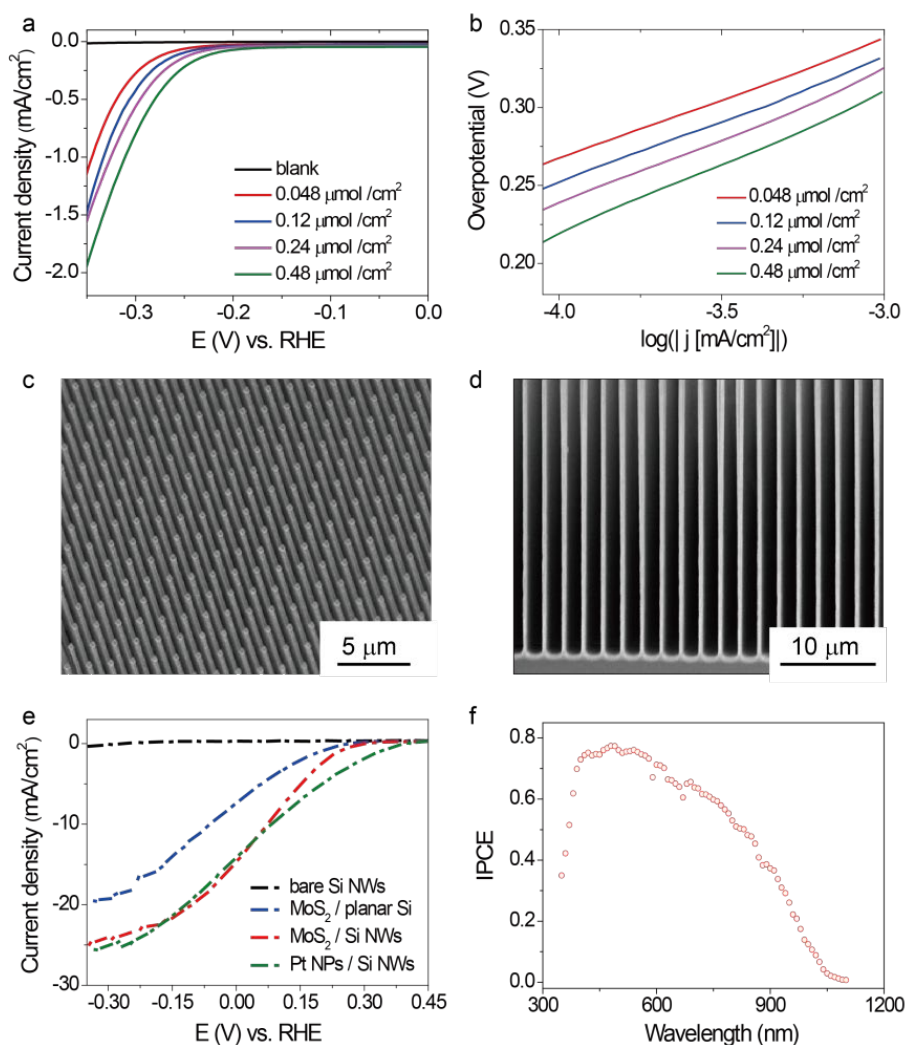 a
Current density (mA/cm²)
0.0
-0.5
-1.0
-1.5
-2.0
blank
0.048 μmol /cm²
0.12 μmol /cm²
0.24 μmol /cm²
0.48 μmol /cm²
-0.3
-0.2
-0.1
0.0
E (V) vs. RHE
b
Overpotential (V)
0.35
0.30
0.25
0.20
0.048 μmol /cm²
0.12 μmol /cm²
0.24 μmol /cm²
0.48 μmol /cm²
-4.0
-3.5
-3.0
log(| j [mA/cm²]|)
c
5 μm
d
10 μm
e
Current density (mA/cm²)
0
-10
-20
-30
bare Si NWs
MoS₂ / planar Si
MoS₂ / Si NWs
Pt NPs / Si NWs
-0.30
-0.15
0.00
0.15
0.30
0.45
E (V) vs. RHE
f
IPCE
0.8
0.6
0.4
0.2
0.0
300
600
900
1200
Wavelength (nm)